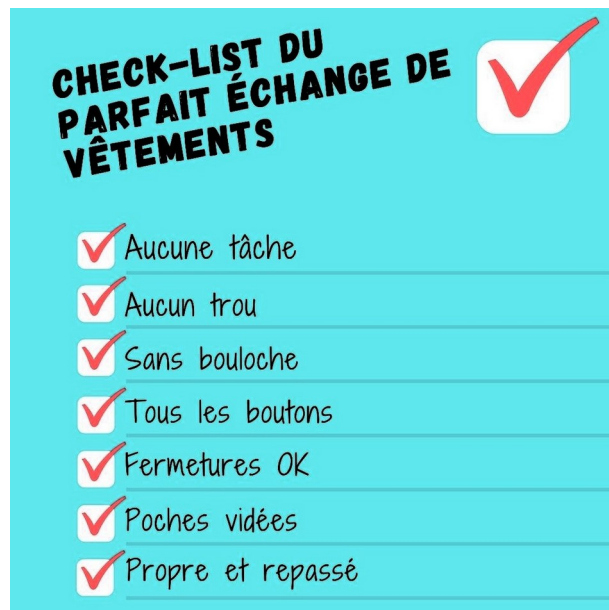 CHECK-LIST DU
PARFAIT ÉCHANGE DE
VÊTEMENTS
Aucune tâche
Aucun trou
Sans bouloche
Tous les boutons
Fermetures OK
Poches vidées
Propre et repassé